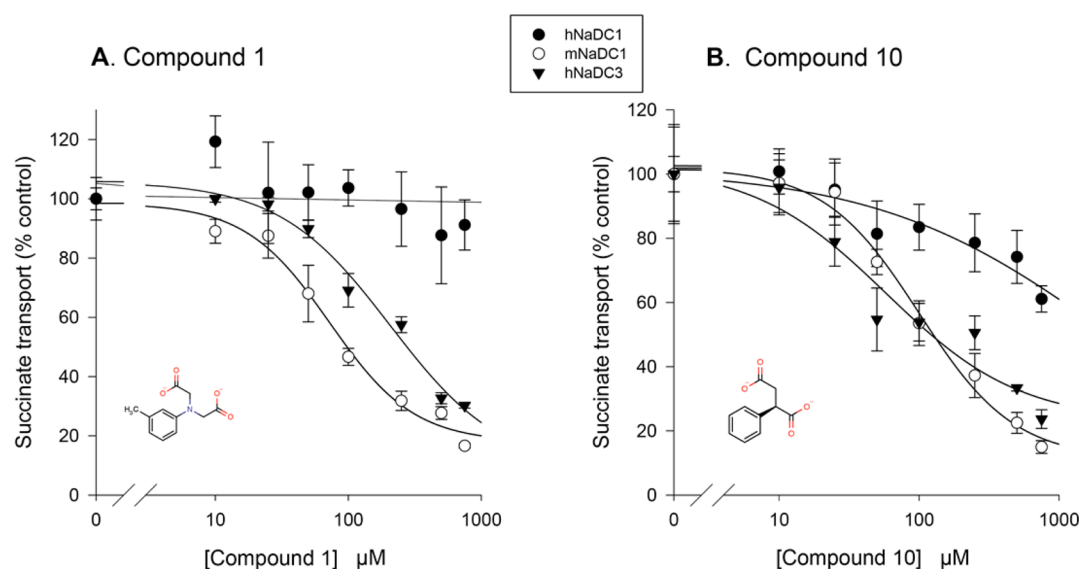 A. Compound 1
hNaDC1
mNaDC1
hNaDC3
B. Compound 10
Succinate transport (% control)
120
100
80
60
40
20
0
0
10
100
1000
[Compound 1] µM
H₃C
N
O
O⁻
O⁻
O
Succinate transport (% control)
120
100
80
60
40
20
0
0
10
100
1000
[Compound 10] µM
O
O⁻
O⁻
O